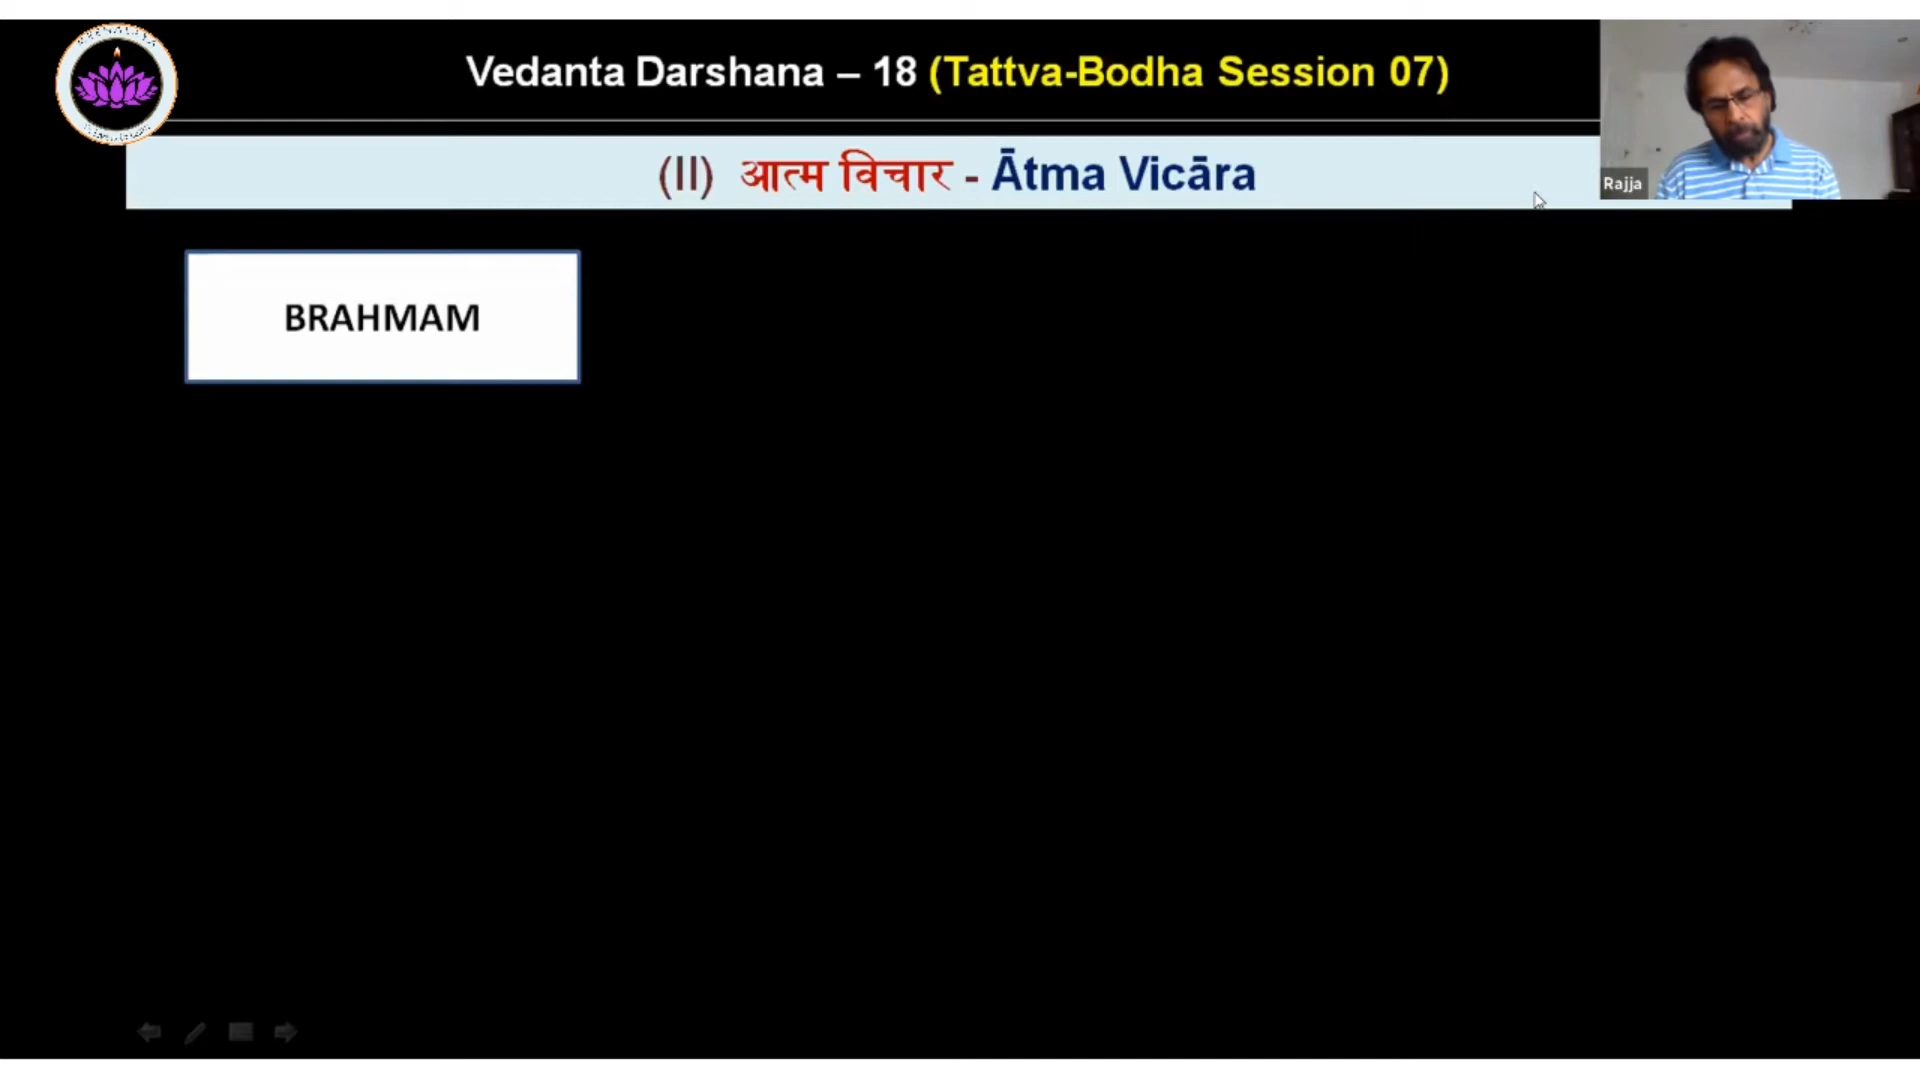 Vedanta Darshana – 18 (Tattva-Bodha Session 07)
(II) आत्म विचार - Ātma Vicāra
Rajja
BRAHMAM